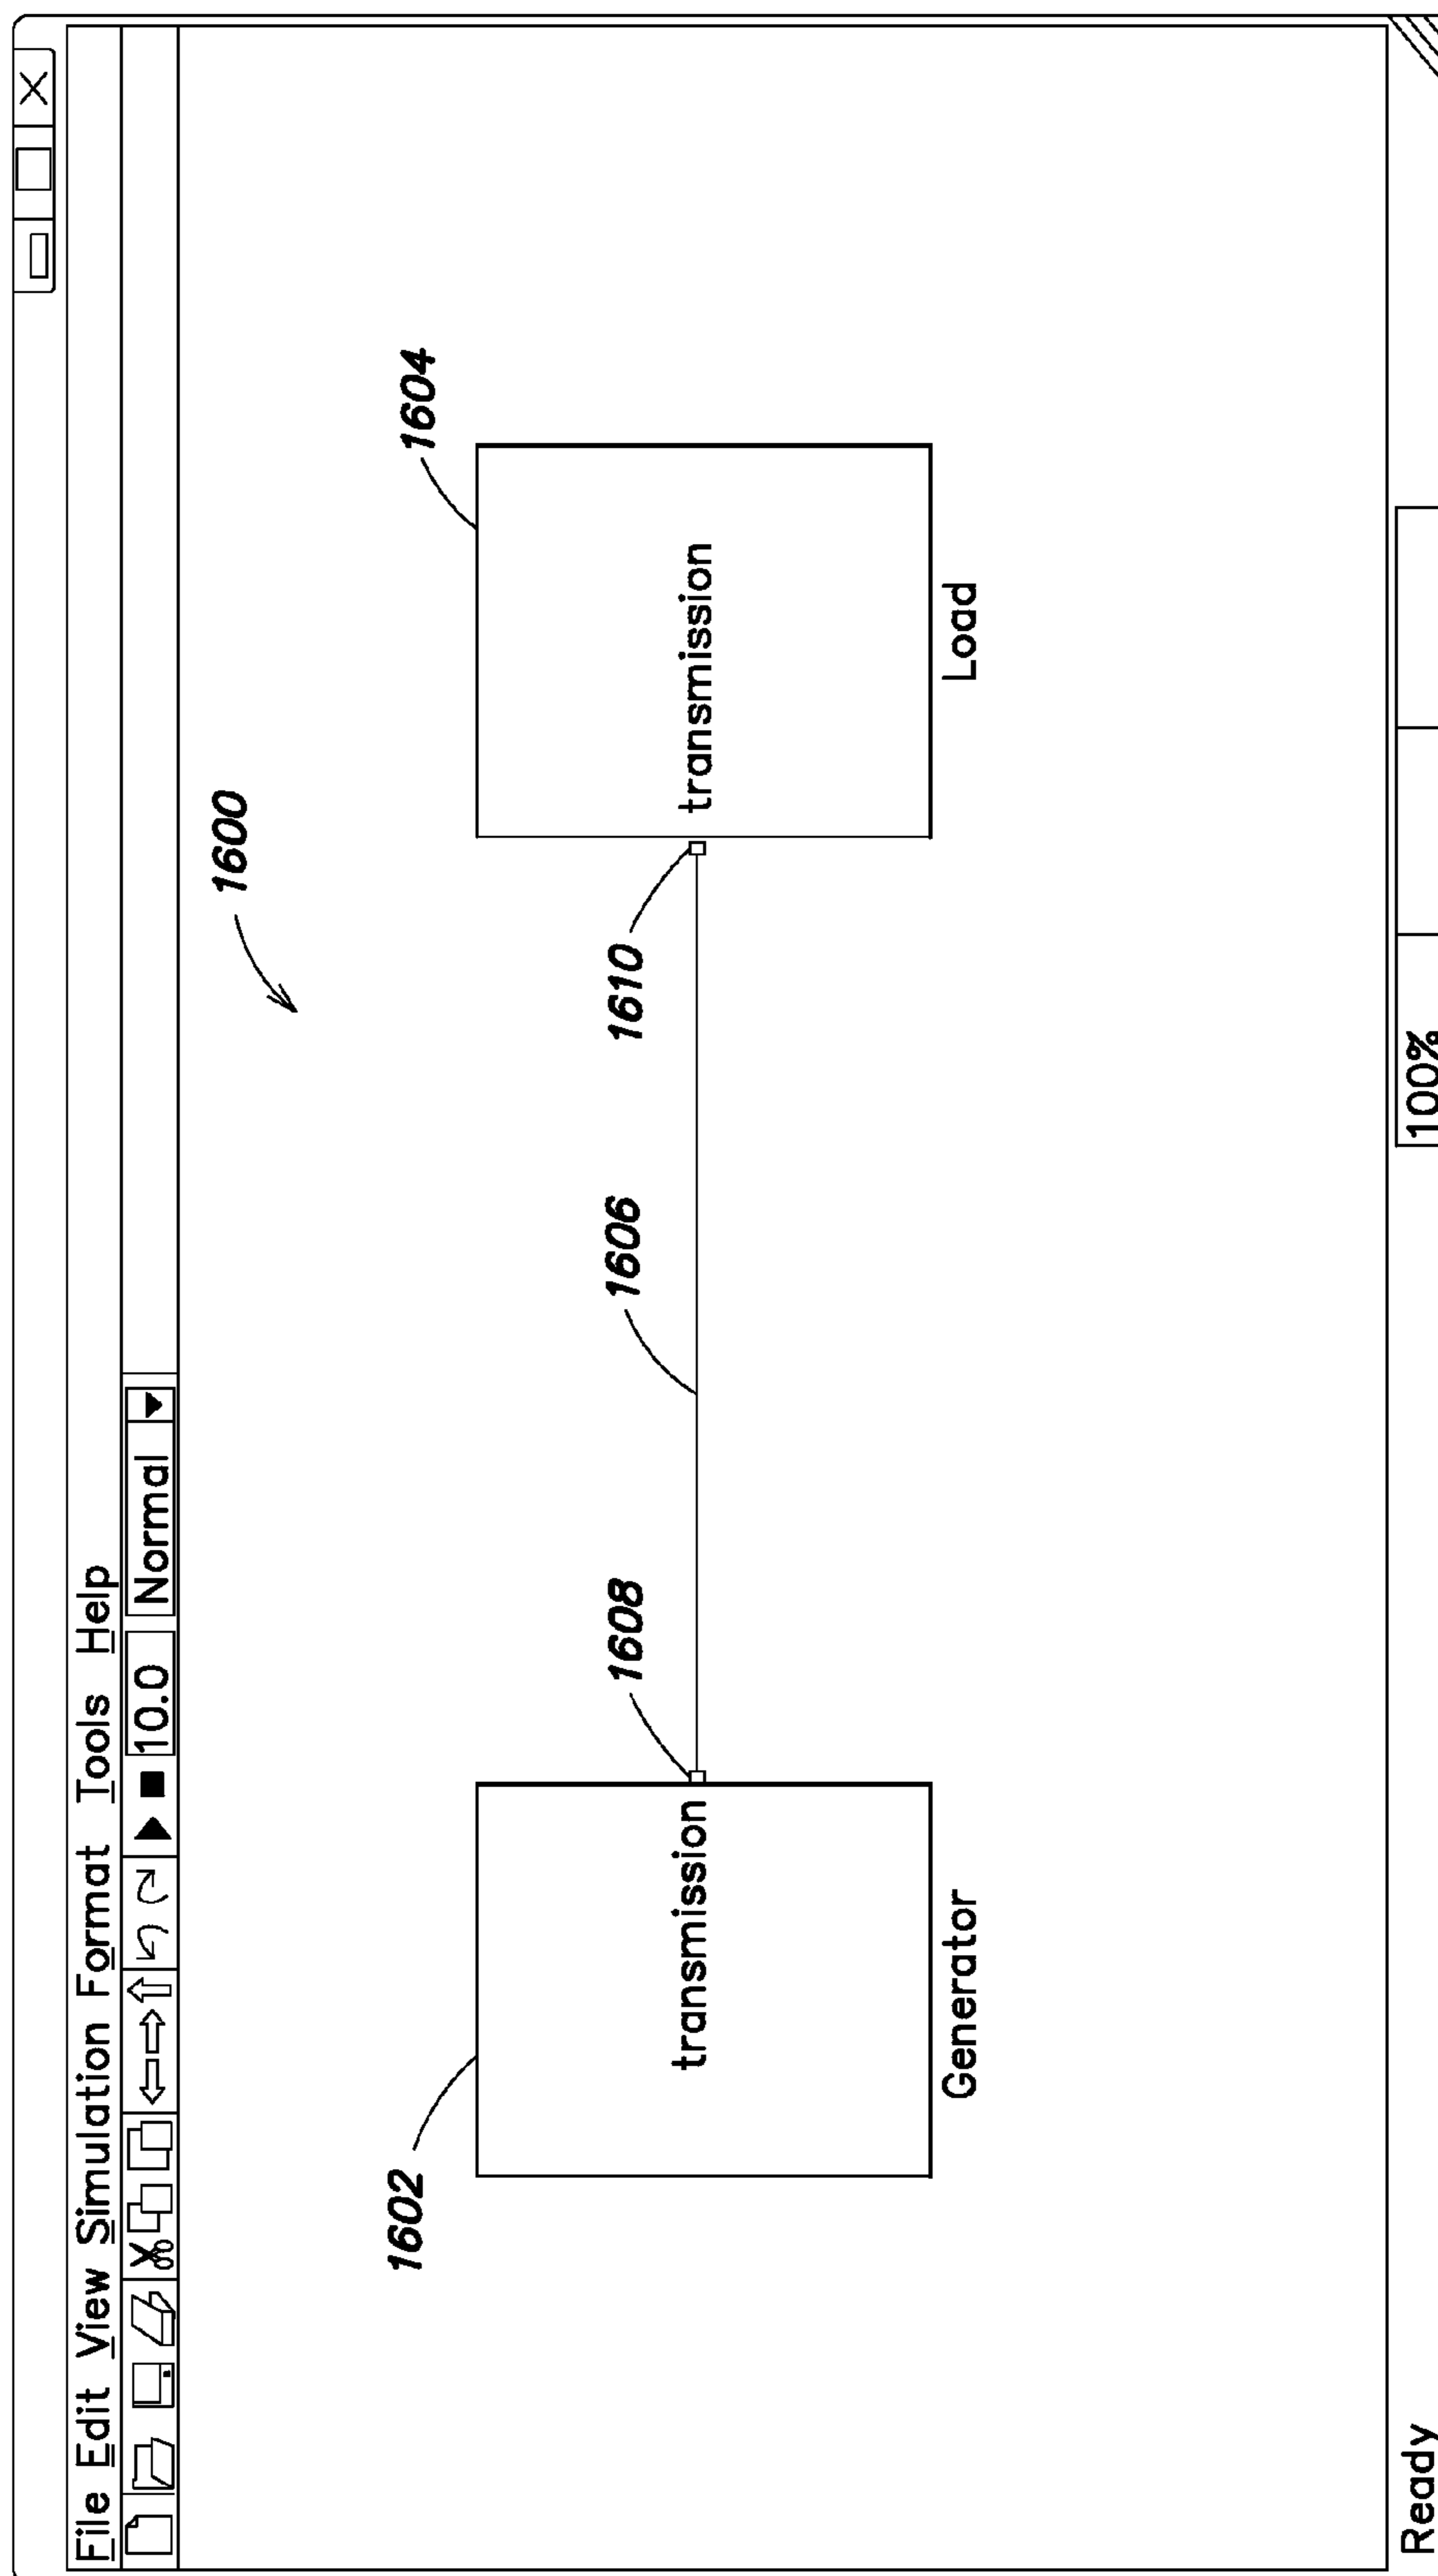 File Edit View Simulation Format Tools Help
10.0 Normal
1600
1602
1604
1608
1606
1610
transmission
transmission
Generator
Load
Ready
100%